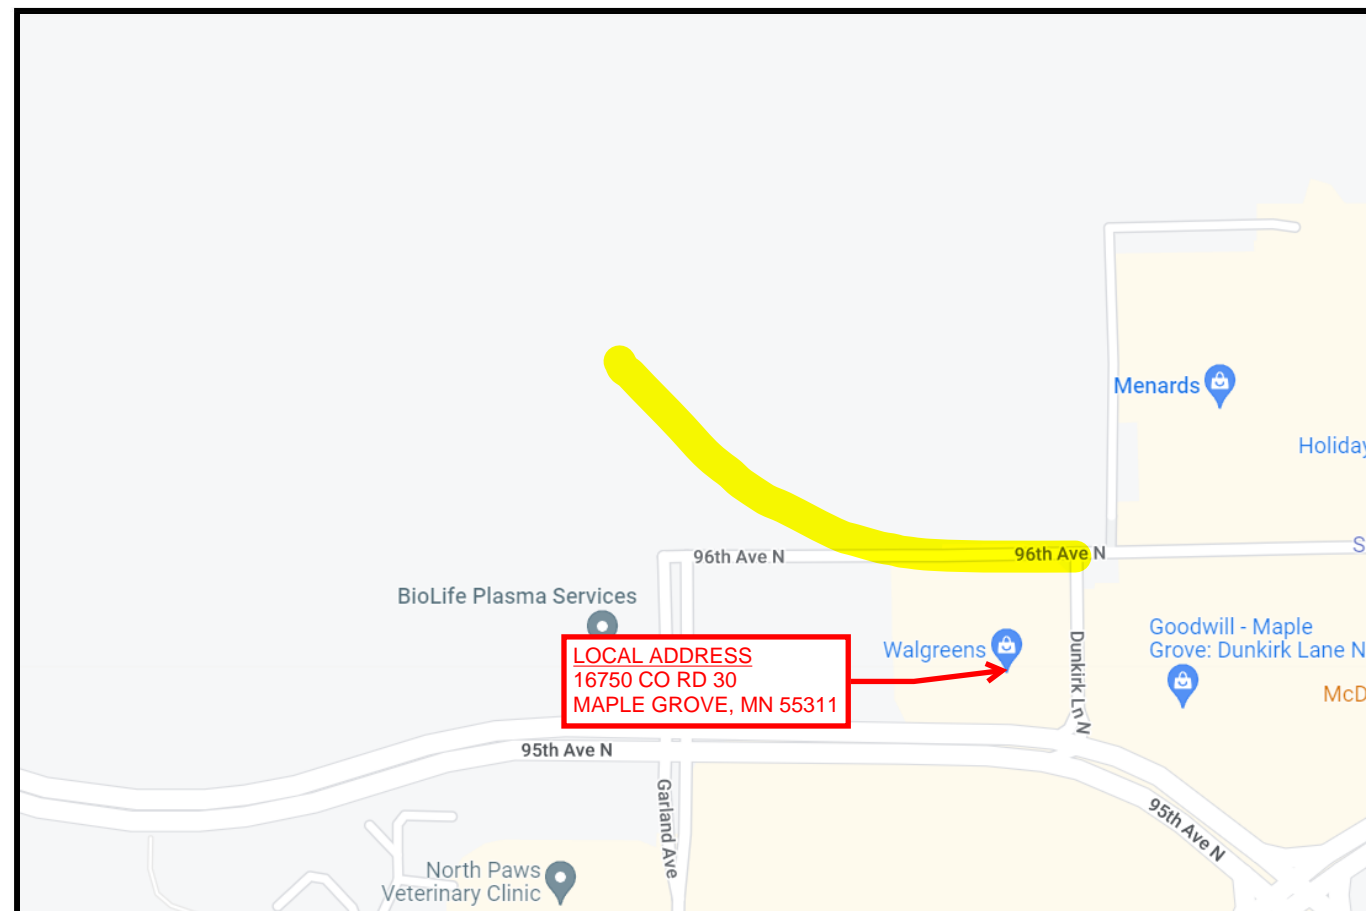 Menards
Holiday
96th Ave N
96th Ave N
S
BioLife Plasma Services
Walgreens
Dunkirk Ln N
Goodwill - Maple
Grove: Dunkirk Lane N
McD
LOCAL ADDRESS
16750 CO RD 30
MAPLE GROVE, MN 55311
95th Ave N
Garland Ave
95th Ave N
North Paws
Veterinary Clinic